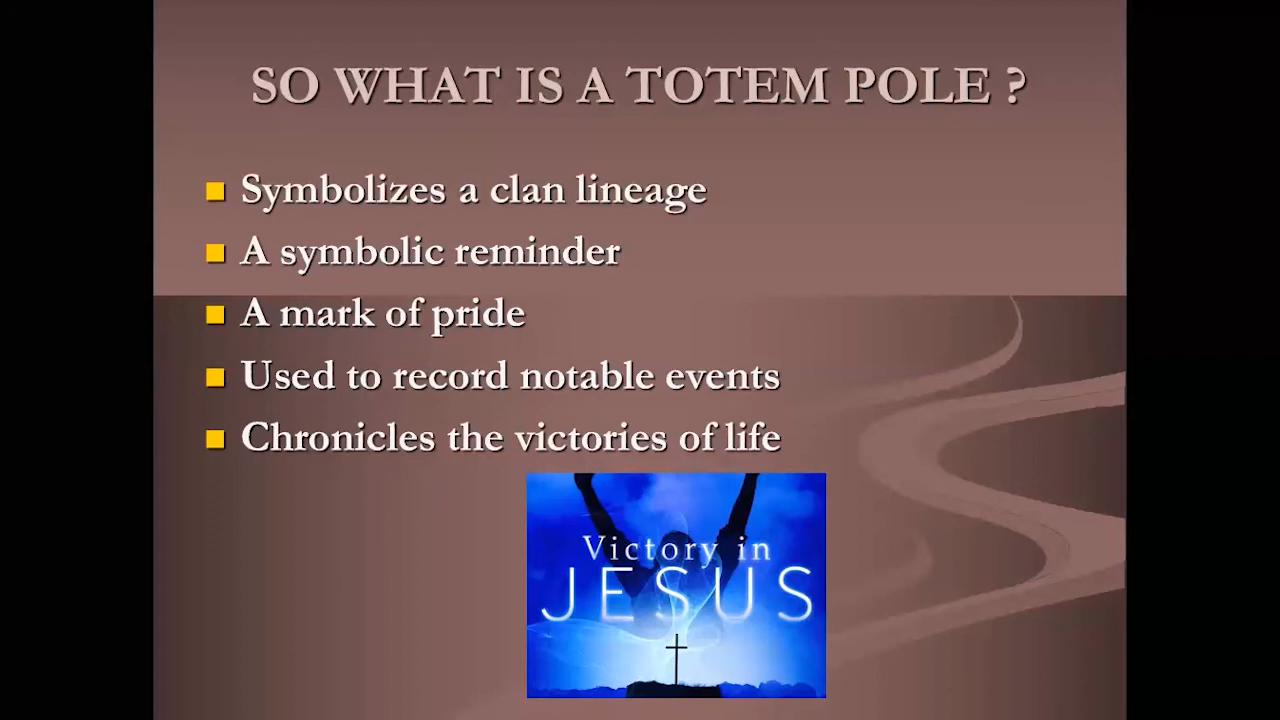 SO WHAT IS A TOTEM POLE ?
Symbolizes a clan lineage
A symbolic reminder
A mark of pride
Used to record notable events
Chronicles the victories of life
Victory in
JESUS